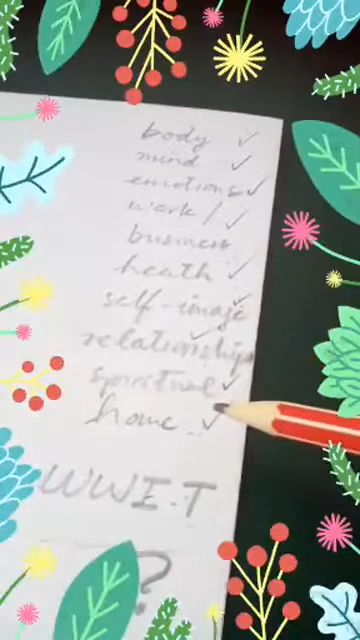 body ✓
mind ✓
emotions ✓
work / ✓
business
heath ✓
self-image ✓
relationships ✓
spiritual ✓
home ✓
WWI.T
?